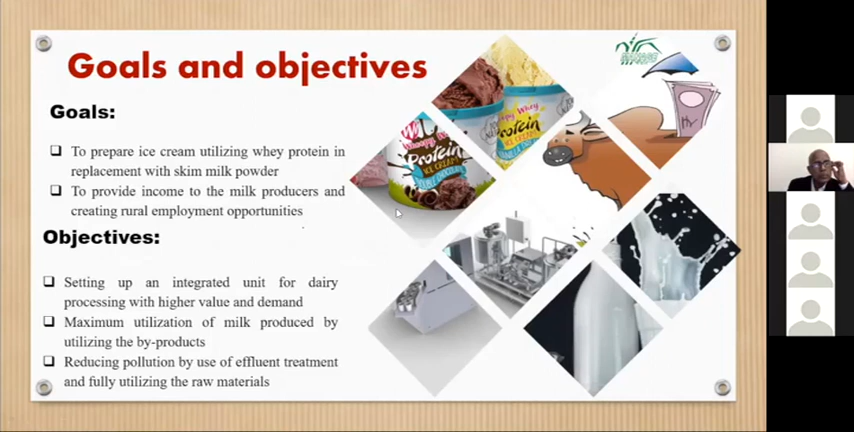 Goals and objectives
Goals:
❑ To prepare ice cream utilizing whey protein in
replacement with skim milk powder
❑ To provide income to the milk producers and
creating rural employment opportunities
Objectives:
❑ Setting up an integrated unit for dairy
processing with higher value and demand
❑ Maximum utilization of milk produced by
utilizing the by-products
❑ Reducing pollution by use of effluent treatment
and fully utilizing the raw materials
Whey
Protein
ICE CREAM
Protein
ICE CREAM